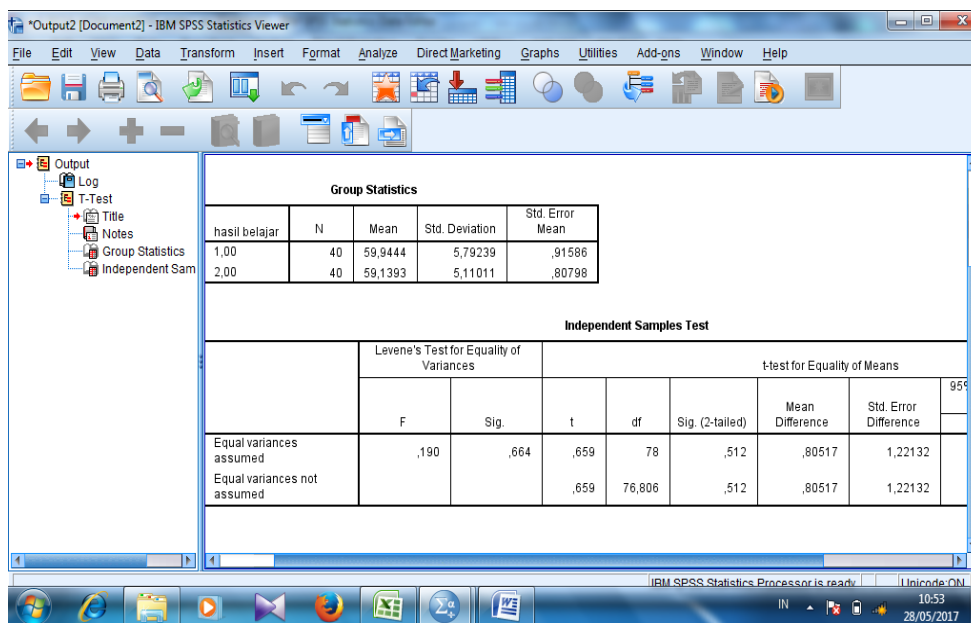 *Output2 [Document2] - IBM SPSS Statistics Viewer
File Edit View Data Transform Insert Format Analyze Direct Marketing Graphs Utilities Add-ons Window Help
Output
Log
T-Test
Title
Notes
Group Statistics
Independent Sam
Group Statistics
hasil belajar N Mean Std. Deviation Std. Error Mean
1,00 40 59,9444 5,79239 ,91586
2,00 40 59,1393 5,11011 ,80798
Independent Samples Test
Levene's Test for Equality of Variances t-test for Equality of Means
F Sig. t df Sig. (2-tailed) Mean Difference Std. Error Difference 95%
Equal variances assumed ,190 ,664 ,659 78 ,512 ,80517 1,22132
Equal variances not assumed ,659 76,806 ,512 ,80517 1,22132
IBM SPSS Statistics Processor is ready Unicode:ON
IN 10:53
28/05/2017